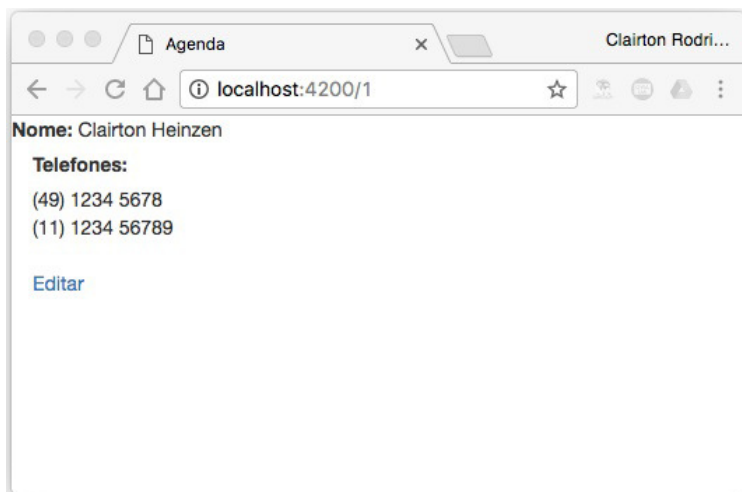 Agenda
Clairton Rodri...
localhost:4200/1
Nome: Clairton Heinzen
Telefones:
(49) 1234 5678
(11) 1234 56789
Editar